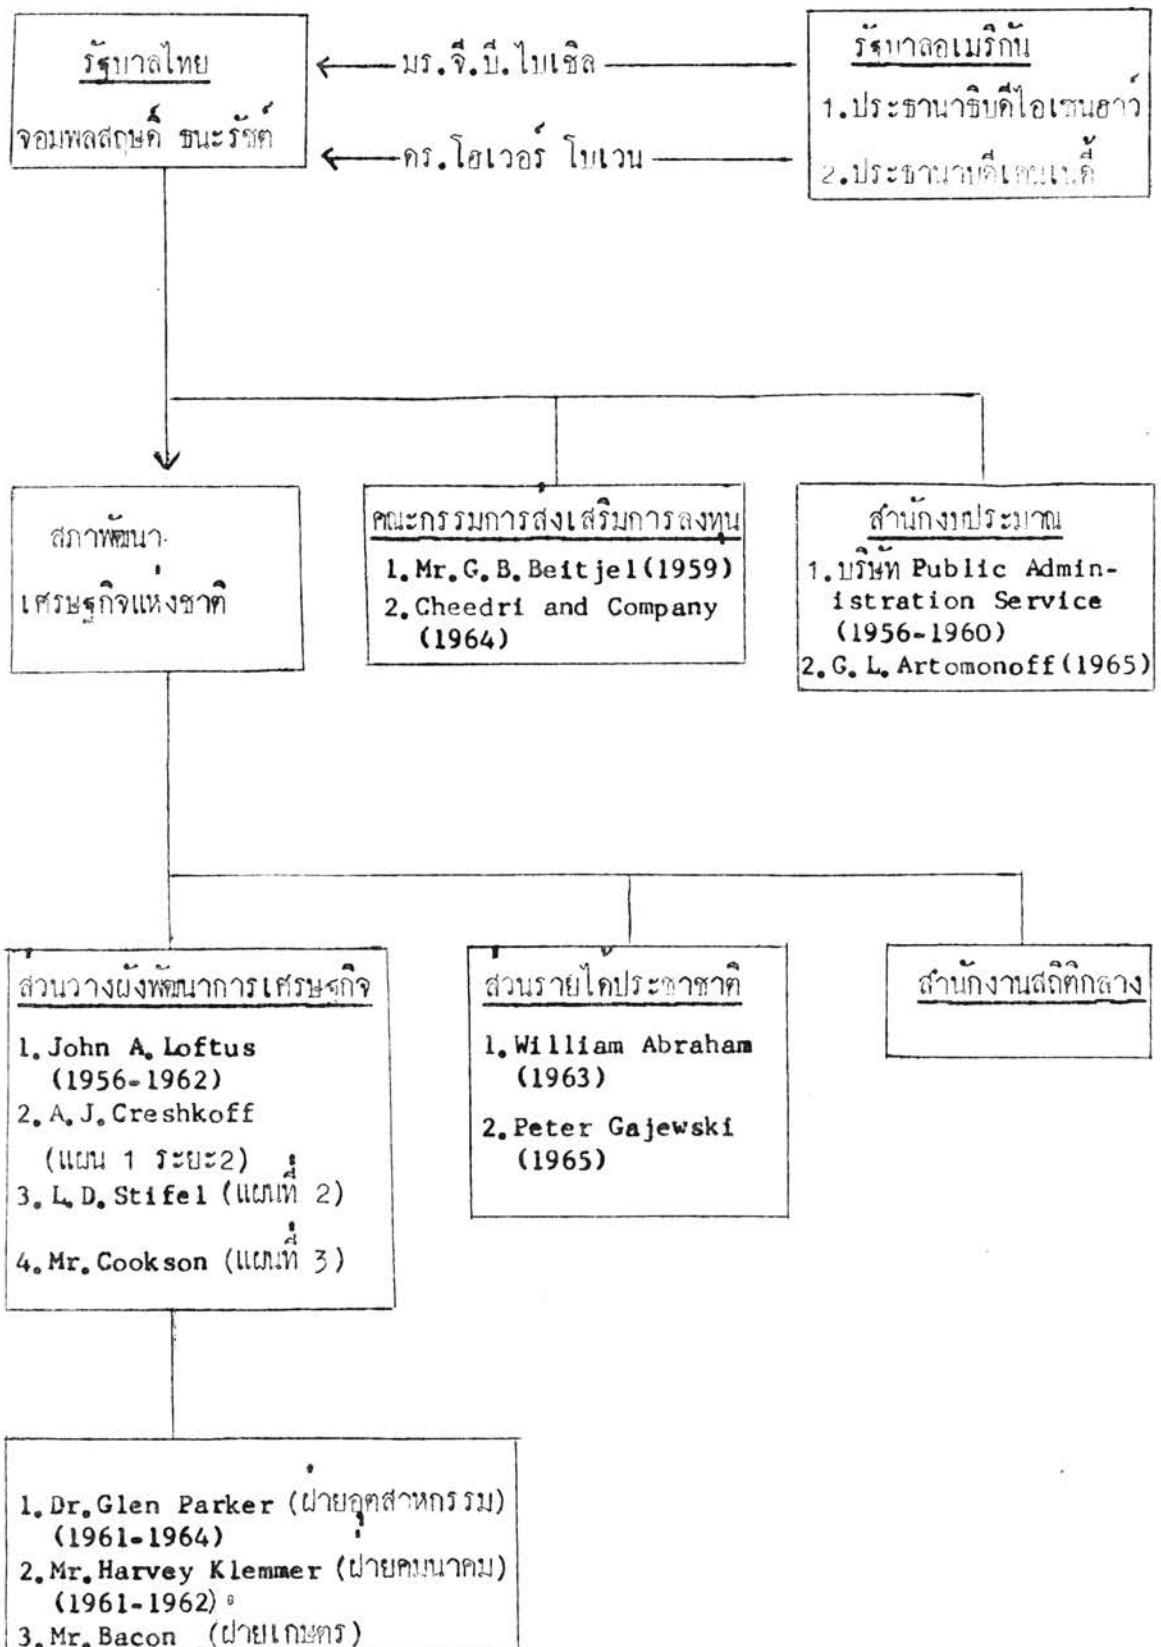 รัฐบาลไทย
จอมพลสฤษดิ์ ธนะรัชต์
มร.จี.บี.ไบเซิล
ดร.โฮเวอร์ โบเวน
รัฐบาลอเมริกัน
1.ประธานาธิบดีไอเซนฮาว์
2.ประธานาบดีเคนเนดี้
สภาพัฒนา
เศรษฐกิจแห่งชาติ
คณะกรรมการส่งเสริมการลงทุน
1.Mr.G.B.Beitjel(1959)
2.Cheedri and Company
(1964)
สำนักงบประมาณ
1.บริษัท Public Admin-
istration Service
(1956-1960)
2.G.L.Artomonoff(1965)
ส่วนวางผังพัฒนาการเศรษฐกิจ
1.John A.Loftus
(1956-1962)
2.A.J.Creshkoff
(แผน 1 ระยะ2)
3.L.D.Stifel (แผนที่ 2)
4.Mr.Cookson (แผนที่ 3)
ส่วนรายได้ประชาชาติ
1.William Abraham
(1963)
2.Peter Gajewski
(1965)
สำนักงานสถิติกลาง
1.Dr.Glen Parker (ฝ่ายอุตสาหกรรม)
(1961-1964)
2.Mr.Harvey Klemmer (ฝ่ายคมนาคม)
(1961-1962)
3.Mr.Bacon (ฝ่ายเกษตร)